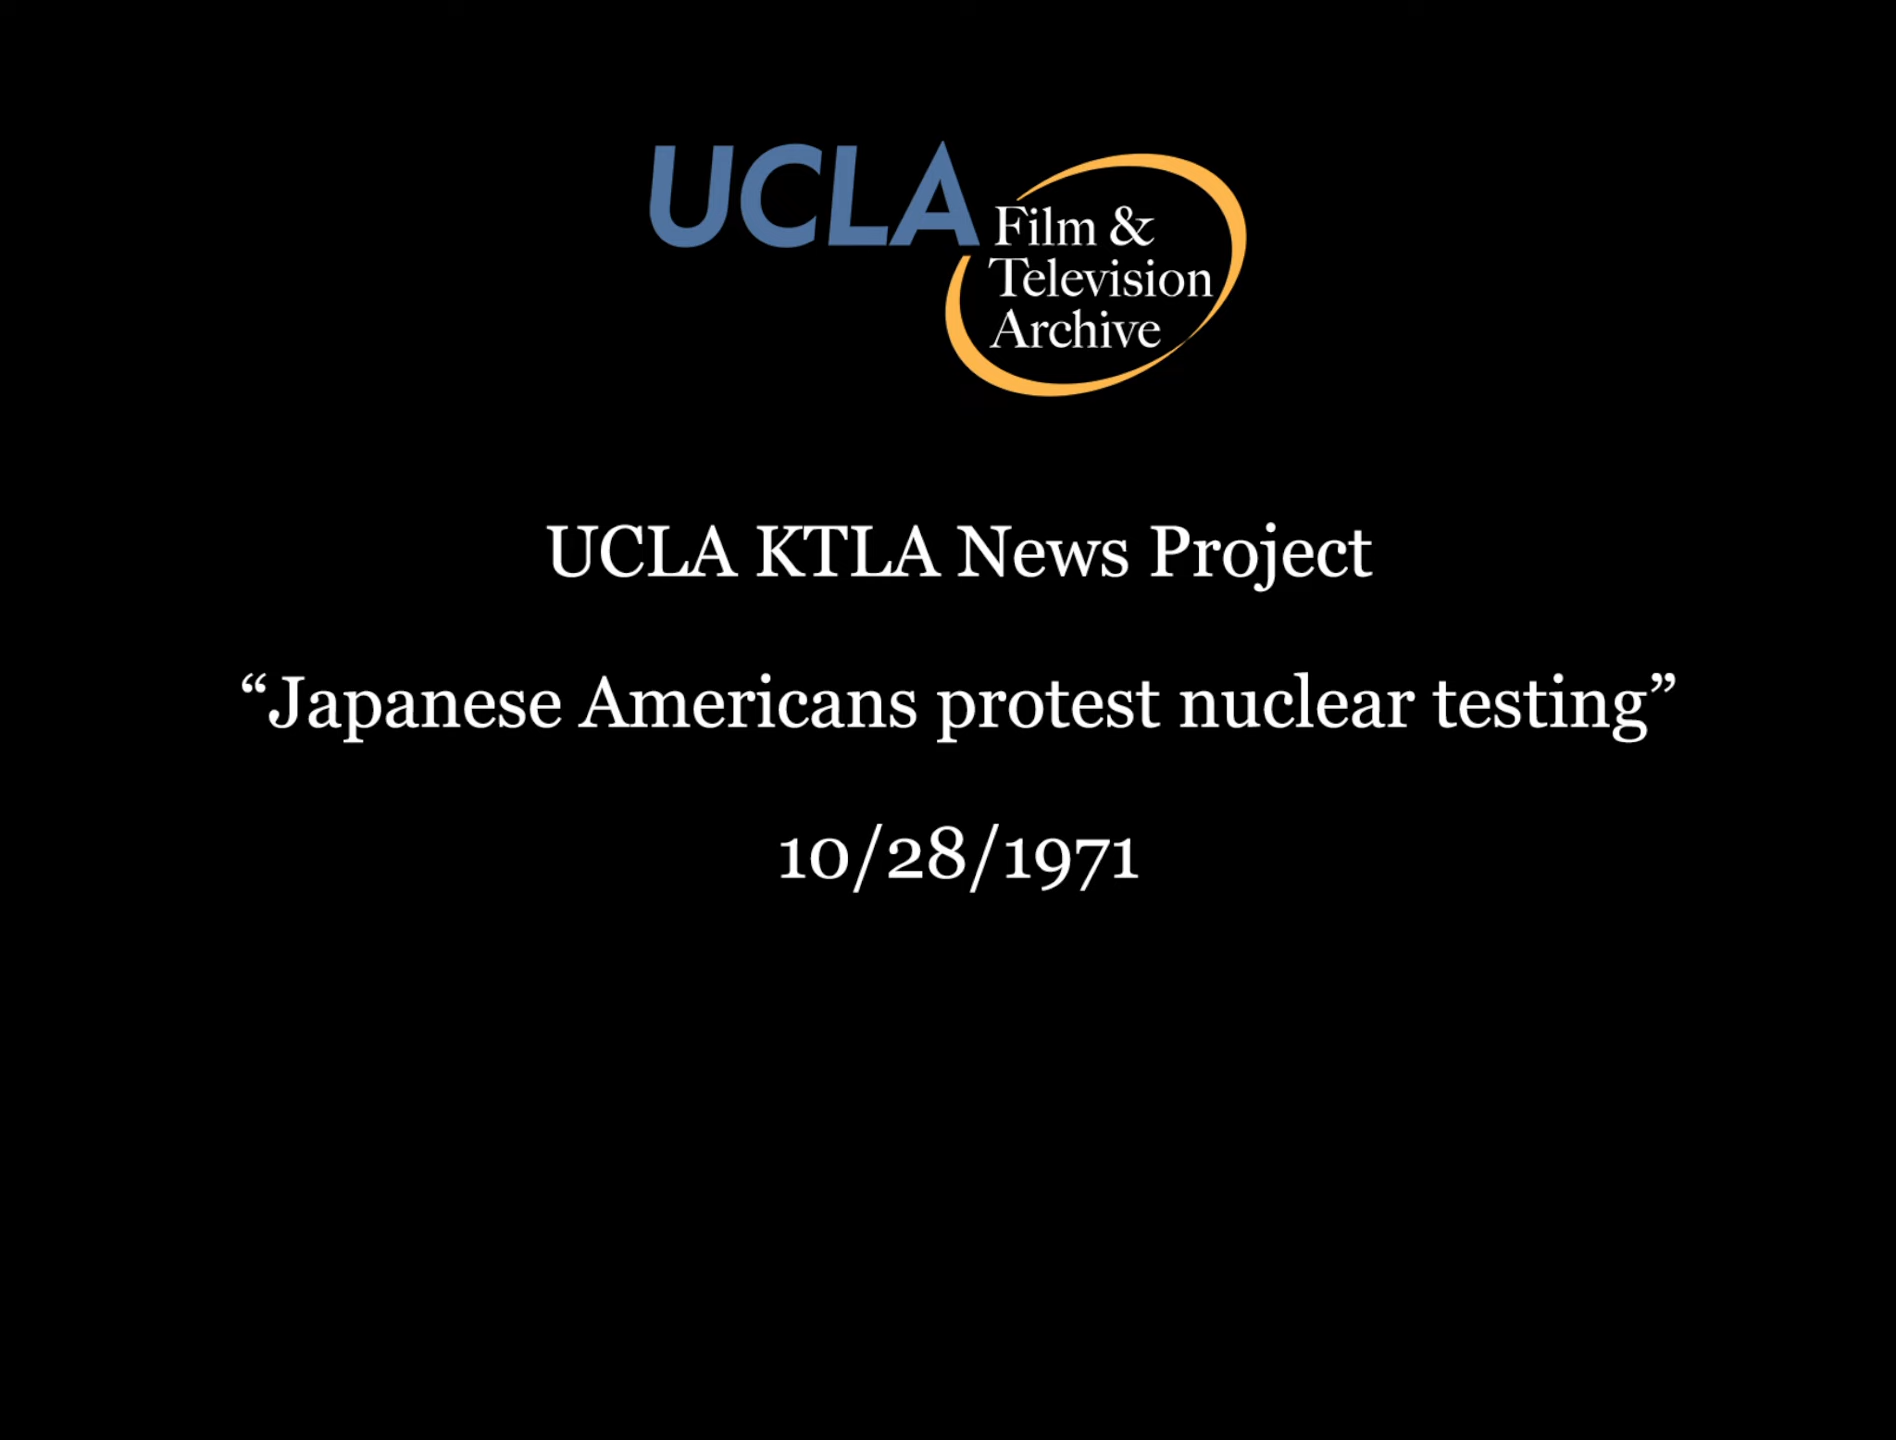 UCLA
Film &
Television
Archive
UCLA KTLA News Project
“Japanese Americans protest nuclear testing”
10/28/1971